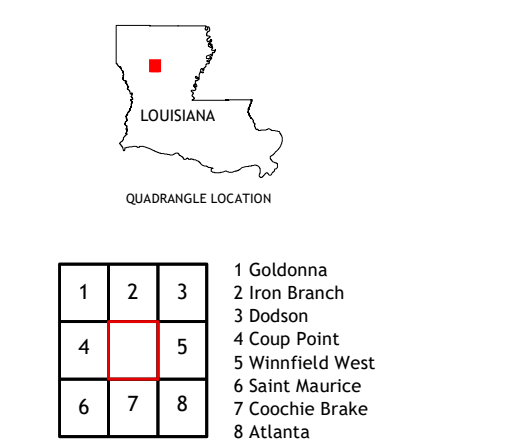 LOUISIANA
QUADRANGLE LOCATION
1 2 3
4 5
6 7 8
1 Goldonna
2 Iron Branch
3 Dodson
4 Coup Point
5 Winnfield West
6 Saint Maurice
7 Coochie Brake
8 Atlanta